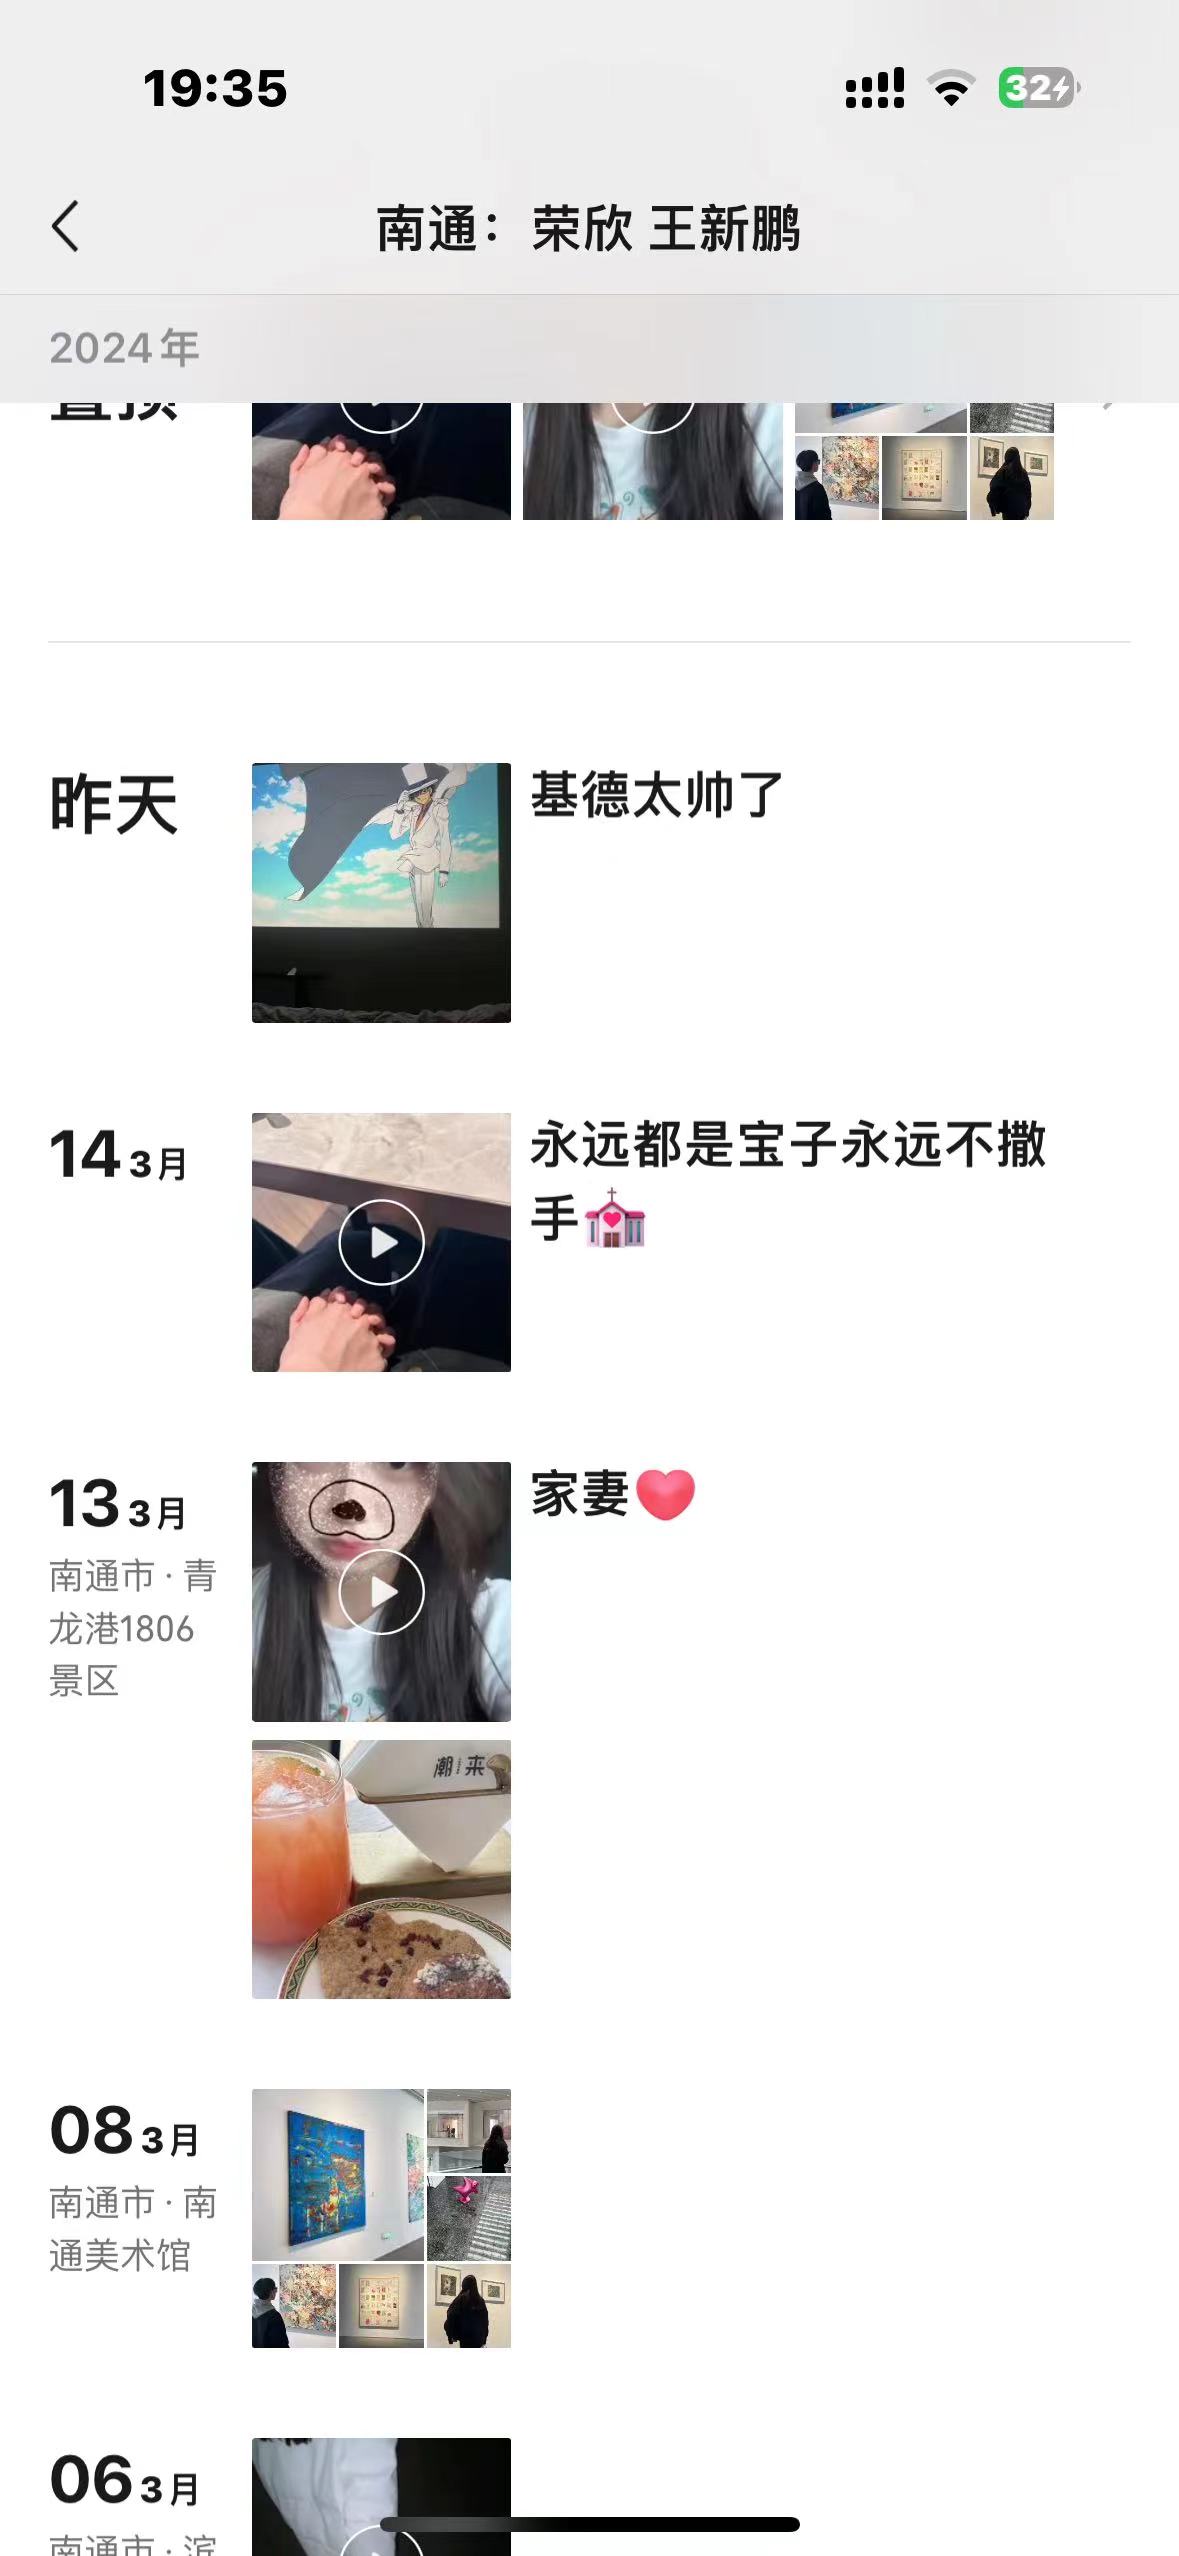 19:35
32
南通：荣欣 王新鹏
2024年
置顶
昨天
基德太帅了
14 3月
永远都是宝子永远不撒
手
13 3月
家妻
南通市·青
龙港1806
景区
潮 来
08 3月
南通市·南
通美术馆
06 3月
南通市·滨